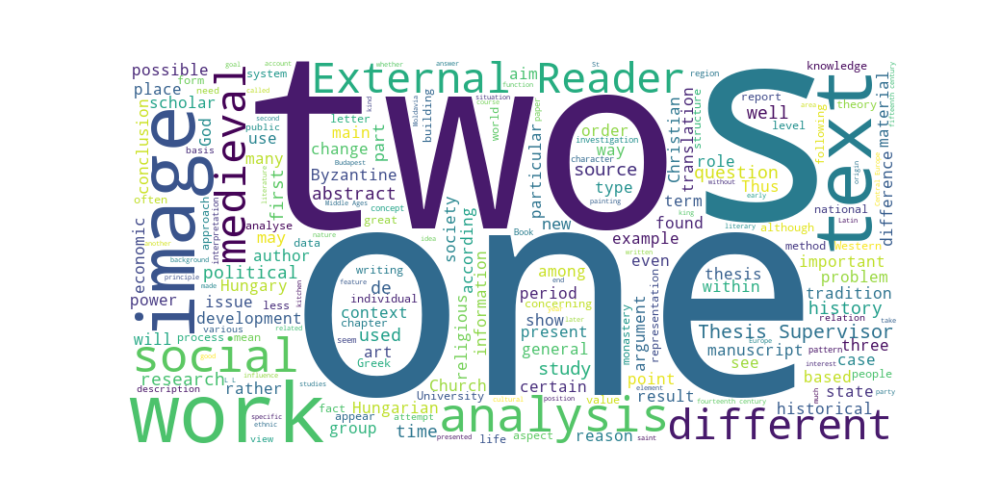 two
s
one
External Reader
image
medieval
text
social
work
analysis
different
possible
place
scholar
form
need
system
goal
account
whether
answer
function
called
St
region
knowledge
fifteenth century
conclusion
God
use
public
second
basis
often
many
first
letter
main
change
part
building
aim
world
course
paper
kind
situation
Moldavia
Byzantine
abstract
Budapest
Middle Ages
concept
great
analyse
may
author
data
nature
approach
interpretation
literature
economic
another
background
principle
made
political
Hungary
power
issue
less
development
various
will
process
mean
related
kitchen
particular
order
way
investigation
character
source
type
painting
new
Book
idea
society
according
Christian
transition
structure
report
well
level
role
question
Thus
term
king
without
early
found
example
literary
written
even
following
theory
area
origin
national
Latin
difference
material
Central Europe
although
method
Western
important
problem
tradition
history
relation
take
thesis
within
Thesis Supervisor
manuscript
Europe
pattern
three
see
case
interest
based
people
point
state
party
much
historical
value
result
element
fourteenth century
argument
representation
monastery
among
concerning
end
period
you
later
show
present
general
study
certain
religious
information
Church
University
cultural
position
writing
de
feature
individual
context
chapter
seem
used
art
Greek
research
rather
description
good
influence
L L
studies
fact
Hungarian
attempt
appear
group
time
presented
life
aspect
reason
saint
specific
ethnic
view